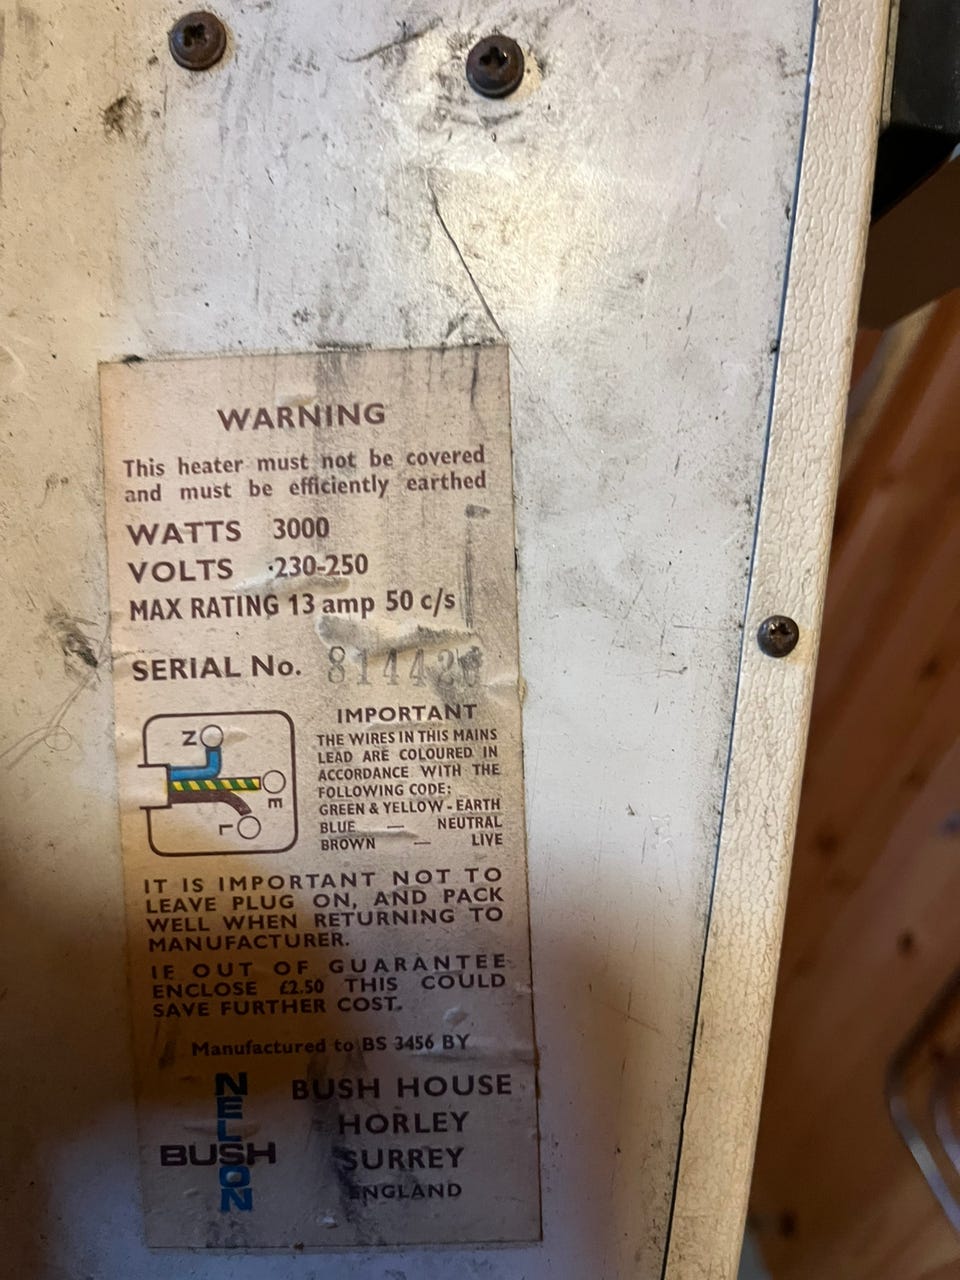 WARNING
This heater must not be covered
and must be efficiently earthed
WATTS 3000
VOLTS 230-250
MAX RATING 13 amp 50 c/s
SERIAL No.
N
E
L
IMPORTANT
THE WIRES IN THIS MAINS
LEAD ARE COLOURED IN
ACCORDANCE WITH THE
FOLLOWING CODE:
GREEN & YELLOW - EARTH
BLUE — NEUTRAL
BROWN — LIVE
IT IS IMPORTANT NOT TO
LEAVE PLUG ON, AND PACK
WELL WHEN RETURNING TO
MANUFACTURER.
IF OUT OF GUARANTEE
ENCLOSE £2.50 THIS COULD
SAVE FURTHER COST.
Manufactured to BS 3456 BY
NELSON
BUSH
BUSH HOUSE
HORLEY
SURREY
ENGLAND